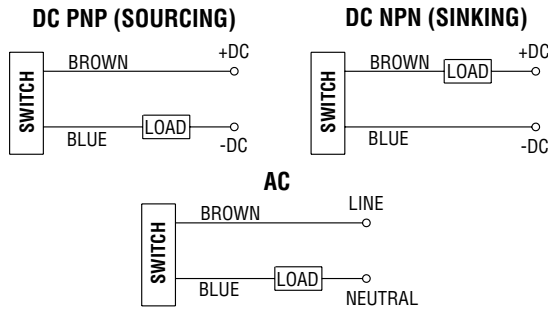 DC PNP (SOURCING)
DC NPN (SINKING)
SWITCH
BROWN
+DC
BLUE
LOAD
-DC
SWITCH
BROWN
LOAD
+DC
BLUE
-DC
AC
SWITCH
BROWN
LINE
BLUE
LOAD
NEUTRAL